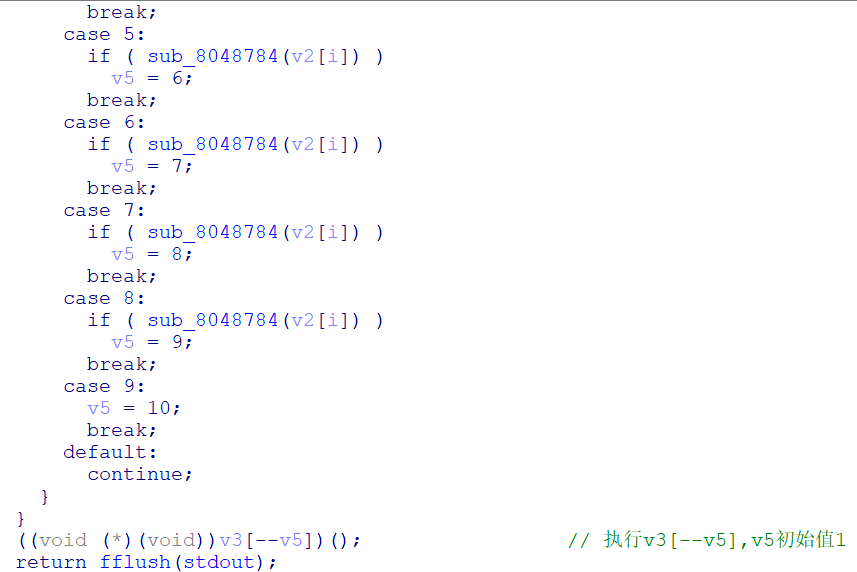 break;
case 5:
if ( sub_8048784(v2[i]) )
v5 = 6;
break;
case 6:
if ( sub_8048784(v2[i]) )
v5 = 7;
break;
case 7:
if ( sub_8048784(v2[i]) )
v5 = 8;
break;
case 8:
if ( sub_8048784(v2[i]) )
v5 = 9;
break;
case 9:
v5 = 10;
break;
default:
continue;
}
}
((void (*)(void))v3[--v5])(); // 执行v3[--v5],v5初始值1
return fflush(stdout);